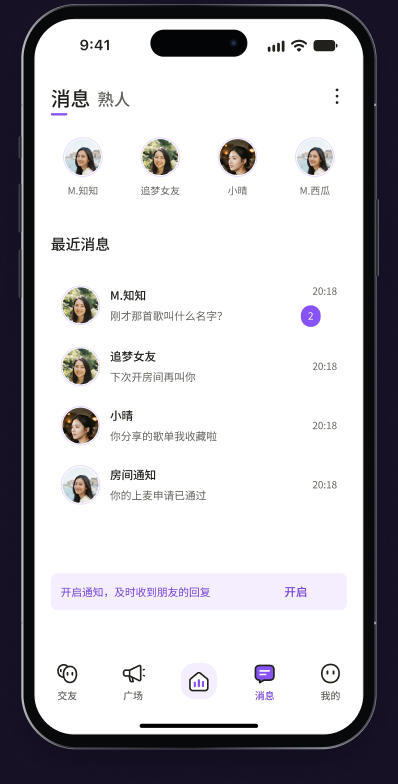 9:41
消息 熟人
M.知知 追梦女友 小晴 M.西瓜
最近消息
M.知知 20:18
刚才那首歌叫什么名字? 2
追梦女友
下次开房间再叫你 20:18
小晴
你分享的歌单我收藏啦 20:18
房间通知
你的上麦申请已通过 20:18
开启通知，及时收到朋友的回复 开启
交友 广场 消息 我的